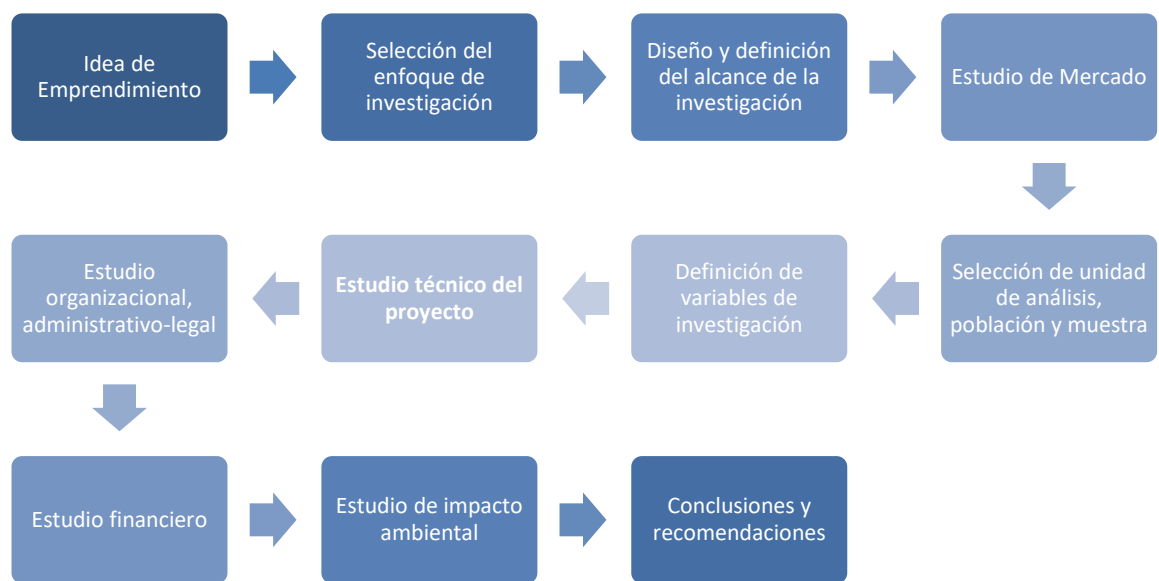 Idea de
Emprendimiento
Selección del
enfoque de
investigación
Diseño y definición
del alcance de la
investigación
Estudio de Mercado
Selección de unidad
de análisis,
población y muestra
Definición de
variables de
investigación
Estudio técnico del
proyecto
Estudio
organizacional,
administrativo-legal
Estudio financiero
Estudio de impacto
ambiental
Conclusiones y
recomendaciones